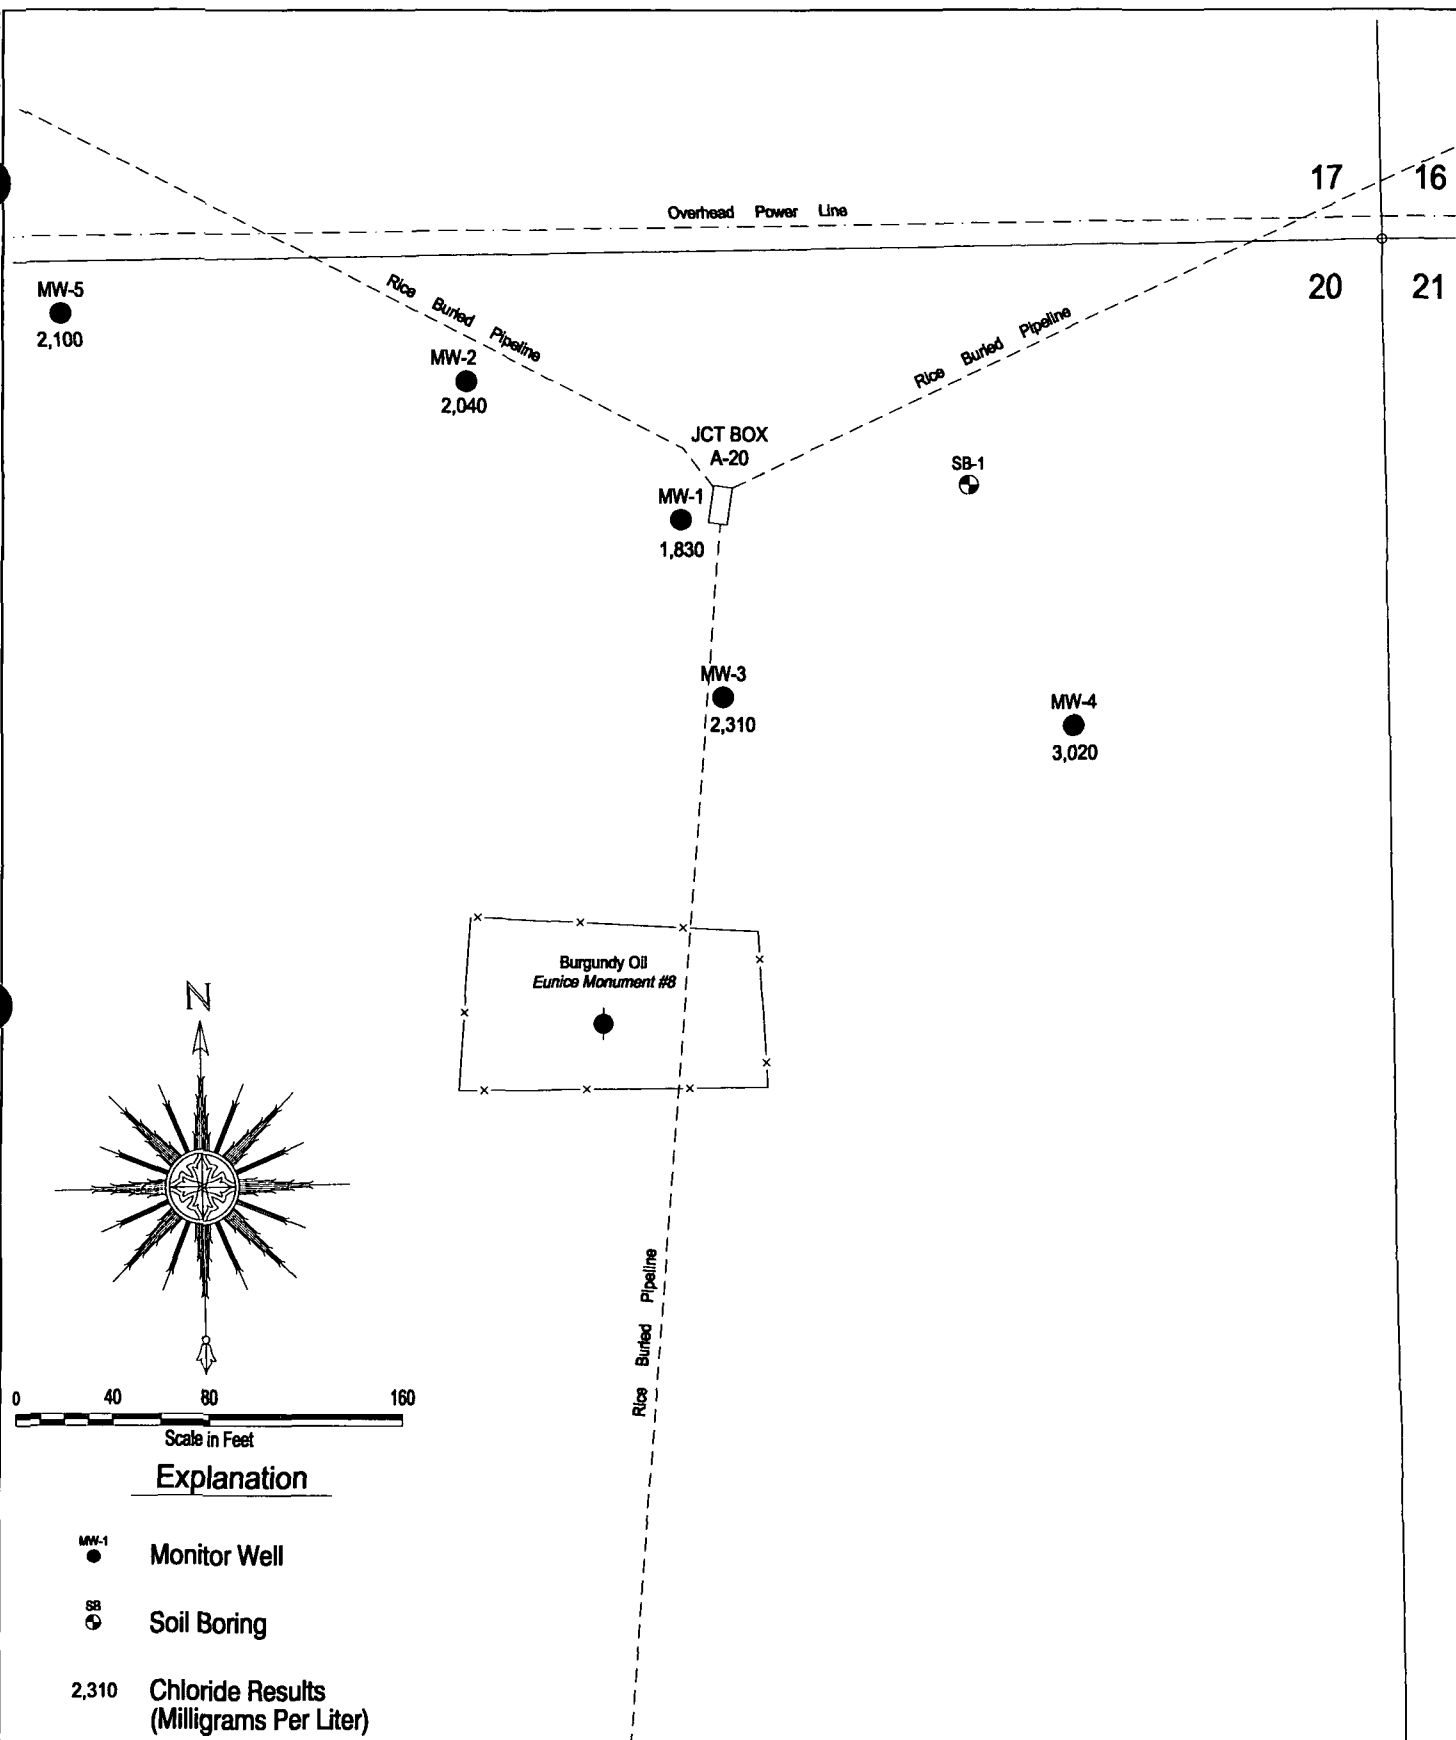 17 16
Overhead Power Line
20 21
MW-5
2,100
Rice Buried Pipeline
MW-2
2,040
Rice Buried Pipeline
JCT BOX
A-20
SB-1
MW-1
1,830
MW-3
2,310
MW-4
3,020
Burgundy Oil
Eunice Monument #8
N
Rice Buried Pipeline
0 40 80 160
Scale in Feet
Explanation
MW-1
Monitor Well
SB
Soil Boring
2,310 Chloride Results
(Milligrams Per Liter)